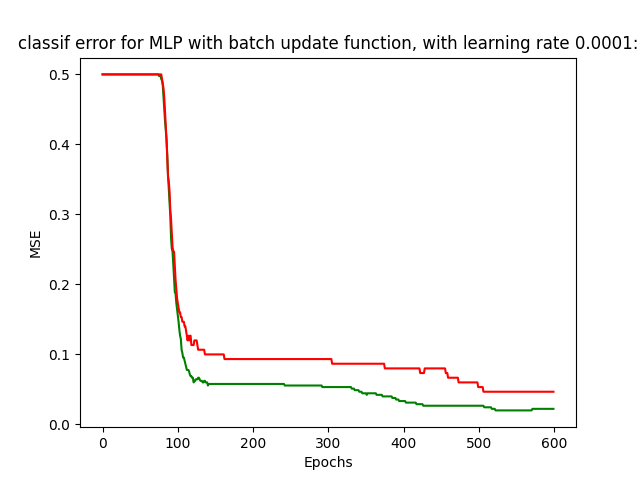 classif error for MLP with batch update function, with learning rate 0.0001:
0.5
0.4
0.3
0.2
0.1
0.0
MSE
0 100 200 300 400 500 600
Epochs